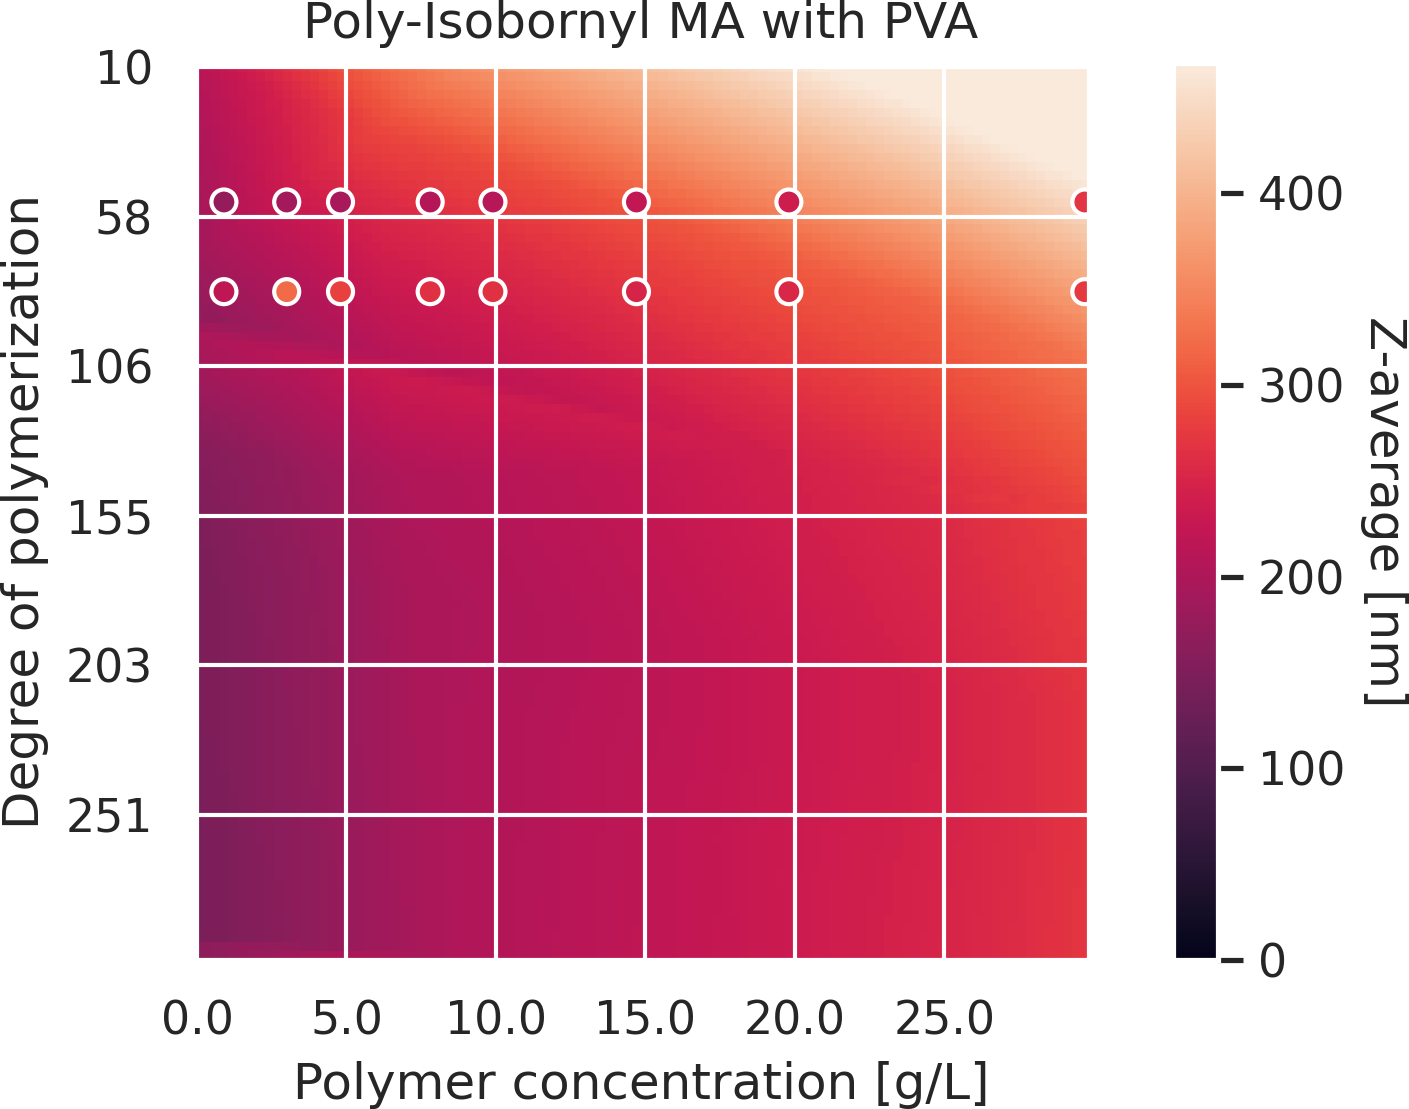 Poly-Isobornyl MA with PVA
10
58
106
155
203
251
Degree of polymerization
0.0 5.0 10.0 15.0 20.0 25.0
Polymer concentration [g/L]
400
300
200
100
0
Z-average [nm]